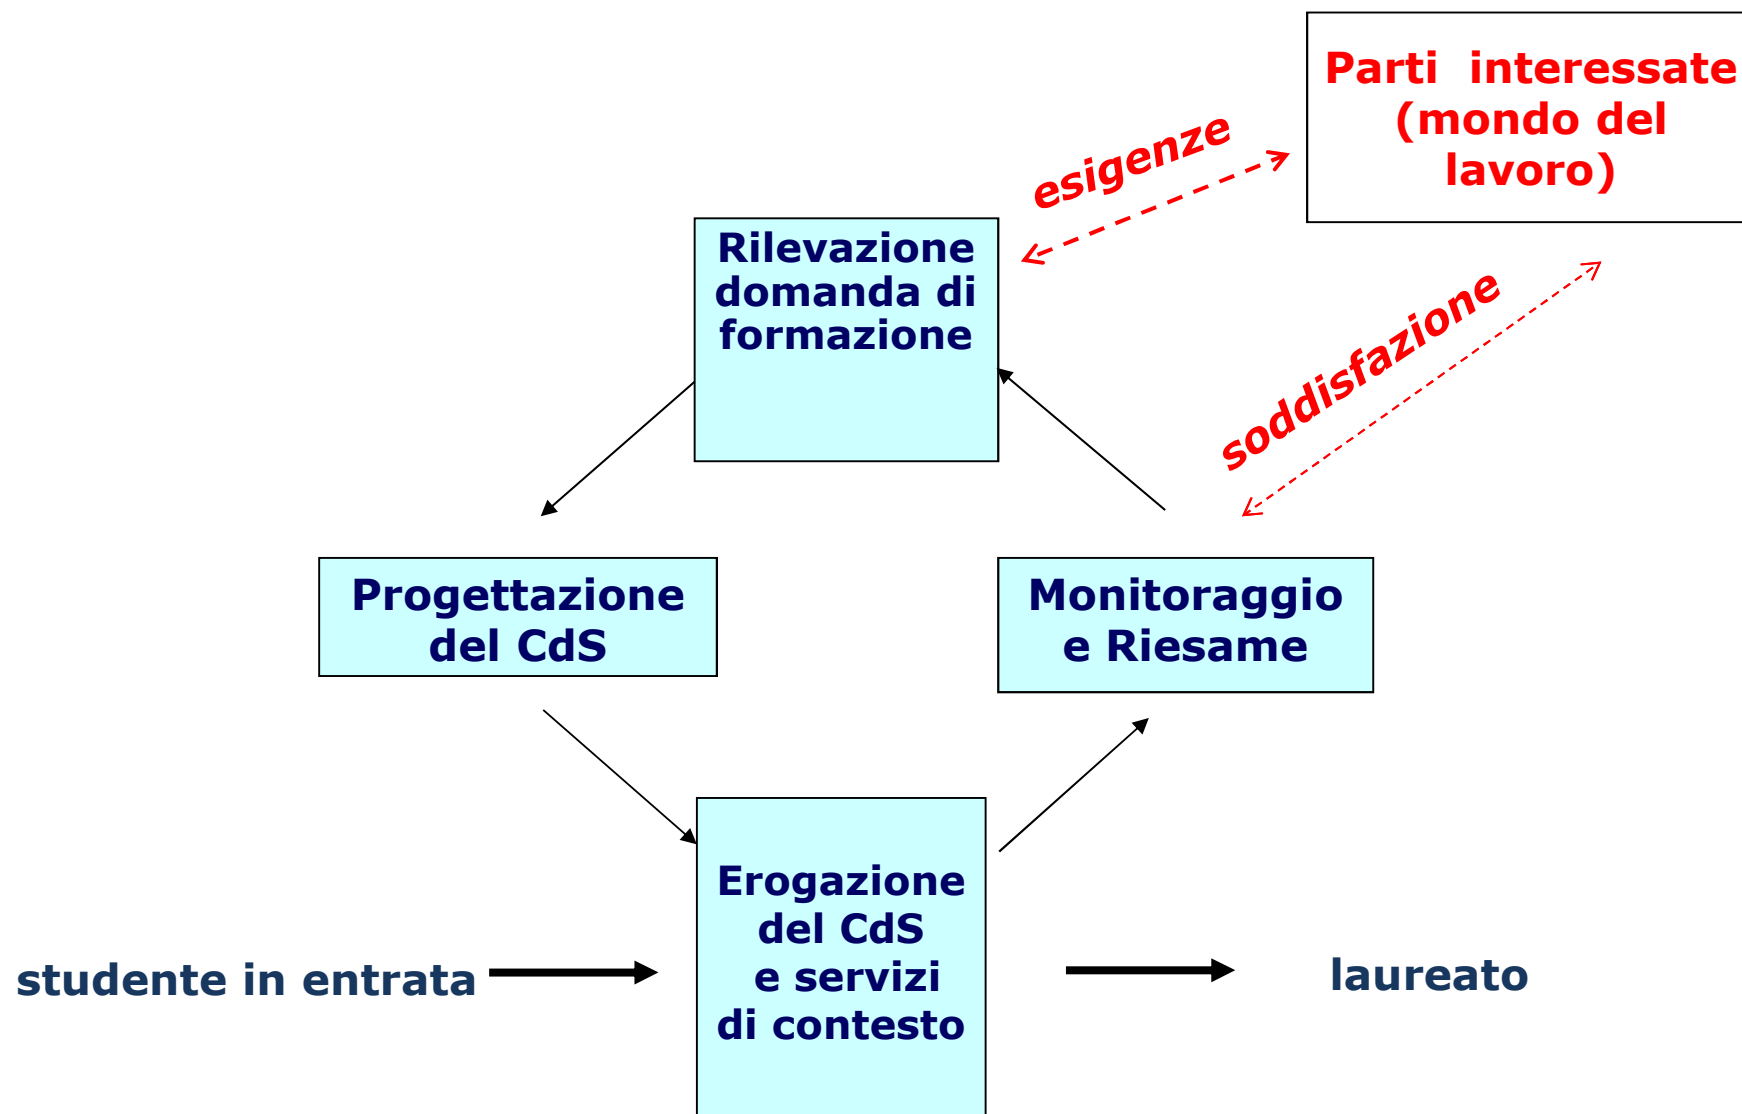 Parti interessate
(mondo del
lavoro)
esigenze
Rilevazione
domanda di
formazione
soddisfazione
Progettazione
del CdS
Monitoraggio
e Riesame
Erogazione
del CdS
e servizi
di contesto
studente in entrata
laureato